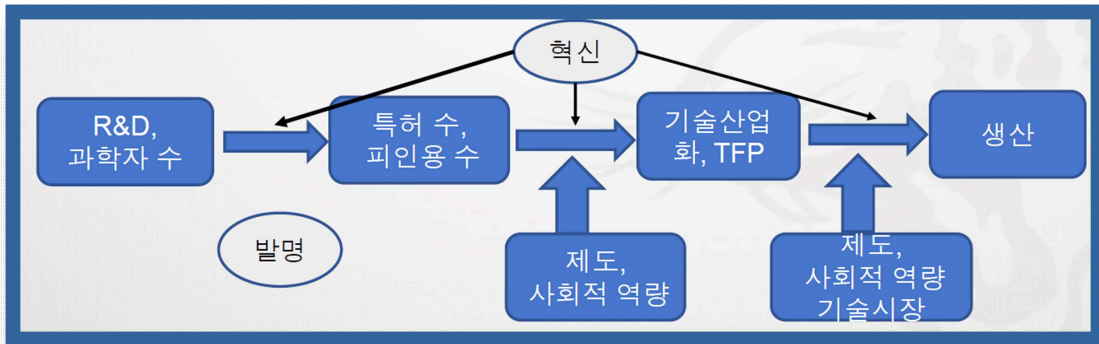 혁신
R&D,
과학자 수
특허 수,
피인용 수
기술산업
화, TFP
생산
발명
제도,
사회적 역량
제도,
사회적 역량
기술시장